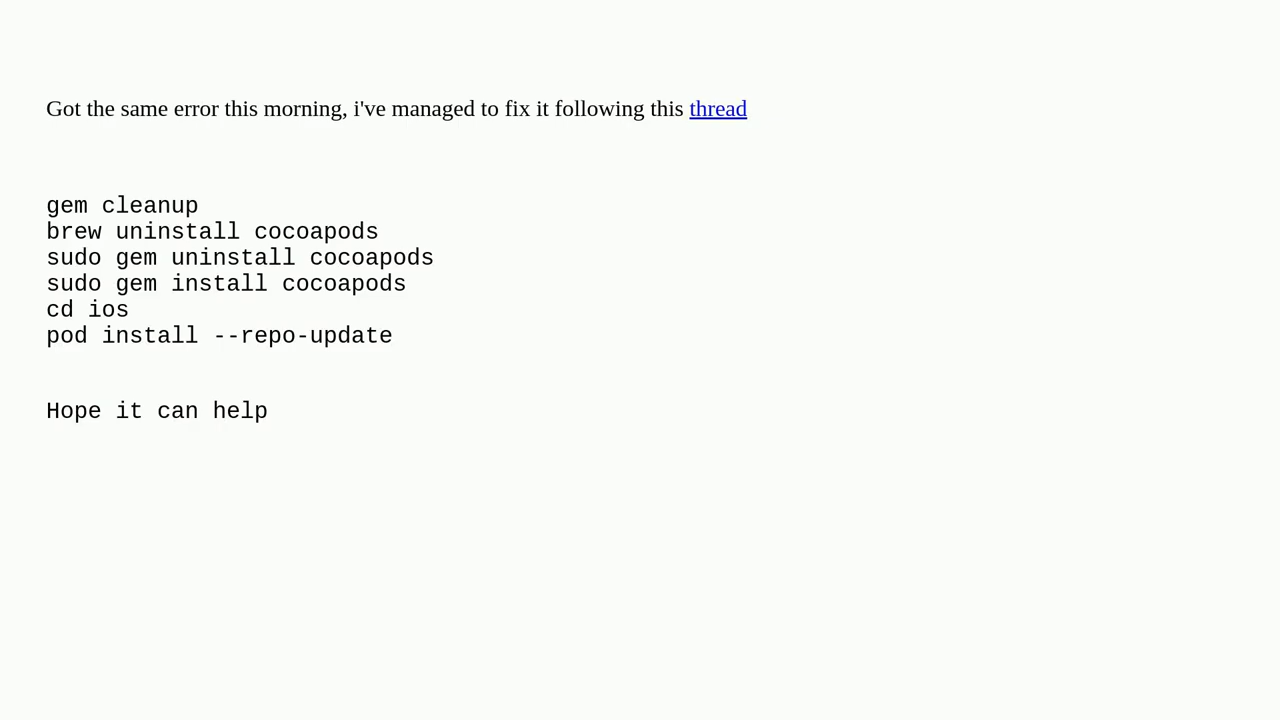 Got the same error this morning, i've managed to fix it following this thread
gem cleanup
brew uninstall cocoapods
sudo gem uninstall cocoapods
sudo gem install cocoapods
cd ios
pod install --repo-update
Hope it can help